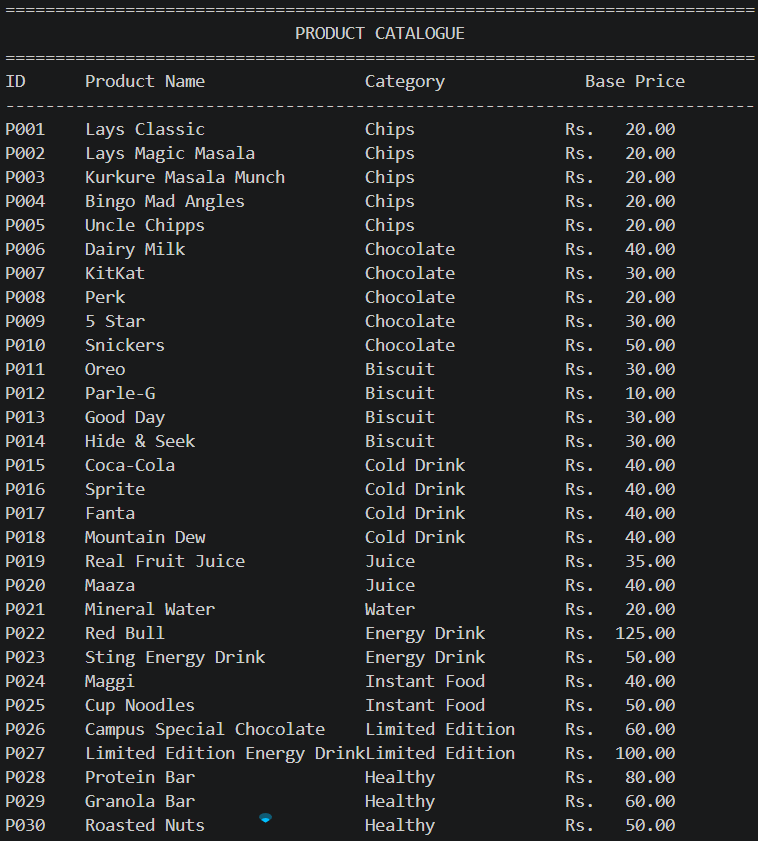 ===========================================================================
PRODUCT CATALOGUE
===========================================================================
ID      Product Name                Category              Base Price
---------------------------------------------------------------------------
P001    Lays Classic                Chips               Rs.   20.00
P002    Lays Magic Masala           Chips               Rs.   20.00
P003    Kurkure Masala Munch        Chips               Rs.   20.00
P004    Bingo Mad Angles            Chips               Rs.   20.00
P005    Uncle Chipps                Chips               Rs.   20.00
P006    Dairy Milk                  Chocolate           Rs.   40.00
P007    KitKat                      Chocolate           Rs.   30.00
P008    Perk                        Chocolate           Rs.   20.00
P009    5 Star                      Chocolate           Rs.   30.00
P010    Snickers                    Chocolate           Rs.   50.00
P011    Oreo                        Biscuit             Rs.   30.00
P012    Parle-G                     Biscuit             Rs.   10.00
P013    Good Day                    Biscuit             Rs.   30.00
P014    Hide & Seek                 Biscuit             Rs.   30.00
P015    Coca-Cola                   Cold Drink          Rs.   40.00
P016    Sprite                      Cold Drink          Rs.   40.00
P017    Fanta                       Cold Drink          Rs.   40.00
P018    Mountain Dew                Cold Drink          Rs.   40.00
P019    Real Fruit Juice            Juice               Rs.   35.00
P020    Maaza                       Juice               Rs.   40.00
P021    Mineral Water               Water               Rs.   20.00
P022    Red Bull                    Energy Drink        Rs.  125.00
P023    Sting Energy Drink          Energy Drink        Rs.   50.00
P024    Maggi                       Instant Food        Rs.   40.00
P025    Cup Noodles                 Instant Food        Rs.   50.00
P026    Campus Special Chocolate    Limited Edition     Rs.   60.00
P027    Limited Edition Energy DrinkLimited Edition     Rs.  100.00
P028    Protein Bar                 Healthy             Rs.   80.00
P029    Granola Bar                 Healthy             Rs.   60.00
P030    Roasted Nuts                Healthy             Rs.   50.00